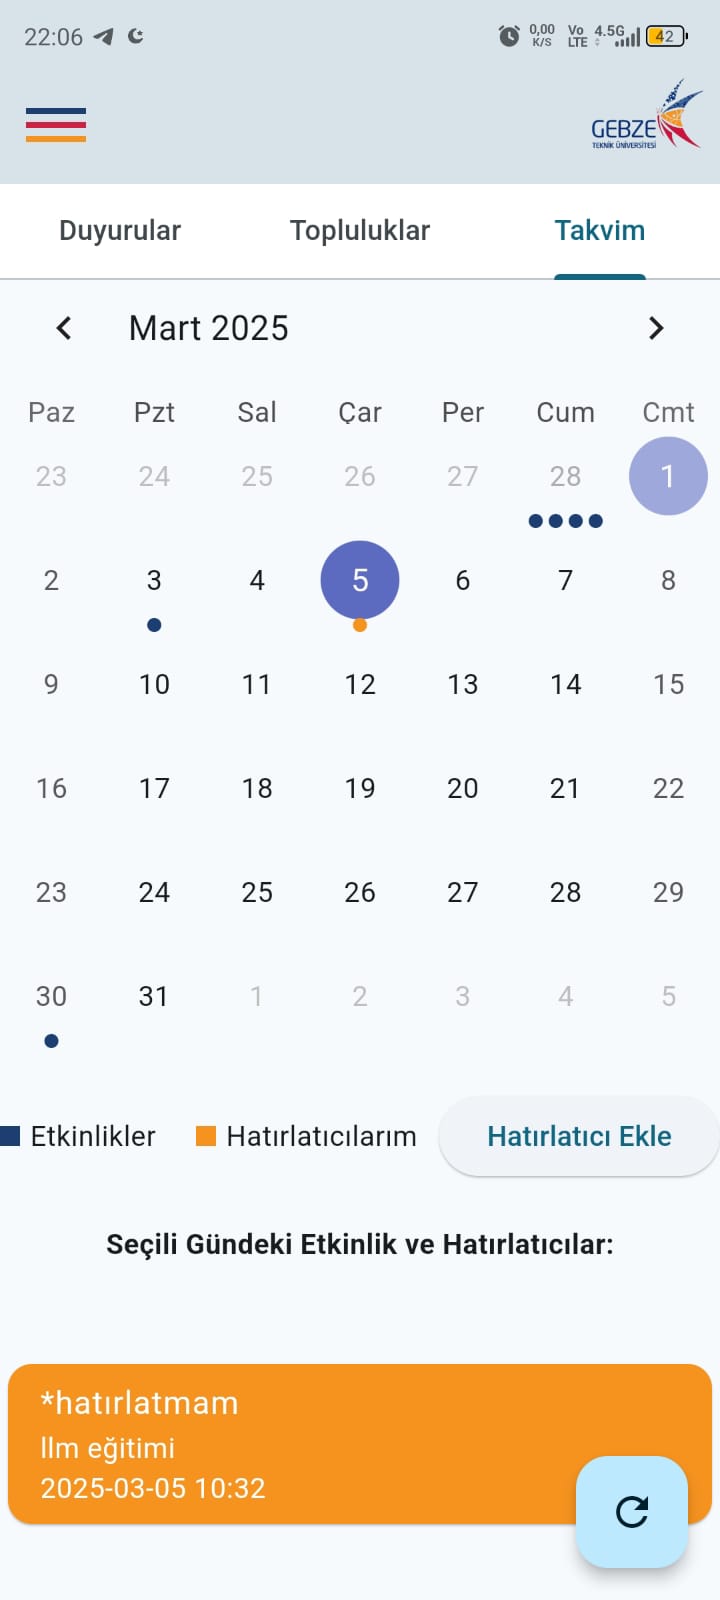 22:06 0,00 K/S Vo LTE 4.5G 42
GEBZE
TEKNİK ÜNİVERSİTESİ
Duyurular Topluluklar Takvim
Mart 2025
Paz Pzt Sal Çar Per Cum Cmt
23 24 25 26 27 28 1
2 3 4 5 6 7 8
9 10 11 12 13 14 15
16 17 18 19 20 21 22
23 24 25 26 27 28 29
30 31 1 2 3 4 5
Etkinlikler Hatırlatıcılarım Hatırlatıcı Ekle
Seçili Gündeki Etkinlik ve Hatırlatıcılar:
*hatırlatmam
llm eğitimi
2025-03-05 10:32